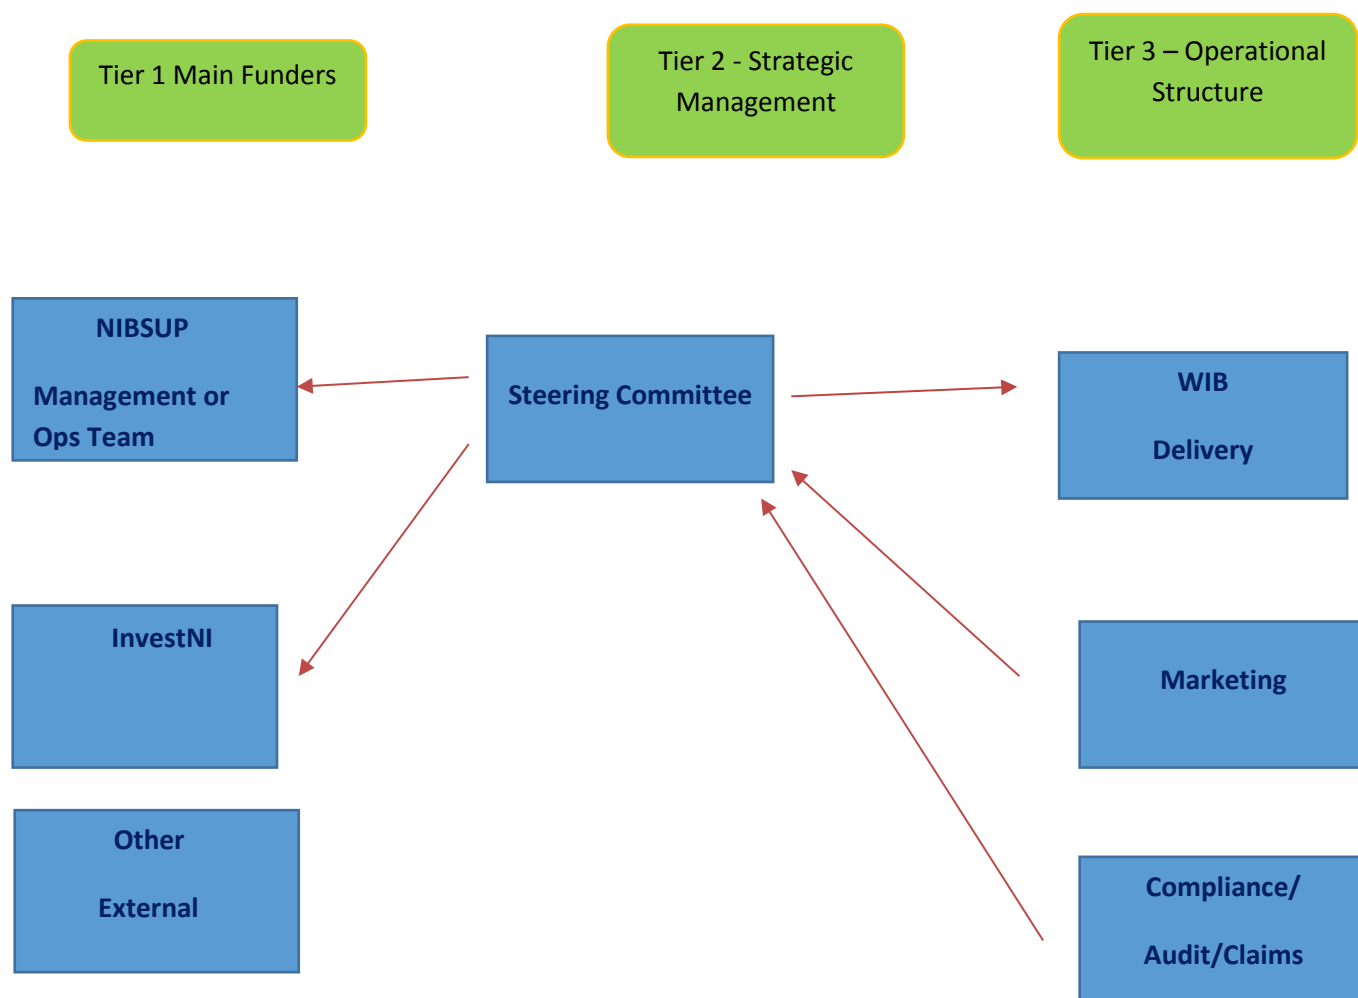 Tier 1 Main Funders
Tier 2 - Strategic
Management
Tier 3 – Operational
Structure
NIBSUP
Management or
Ops Team
Steering Committee
WIB
Delivery
InvestNI
Marketing
Other
External
Compliance/
Audit/Claims